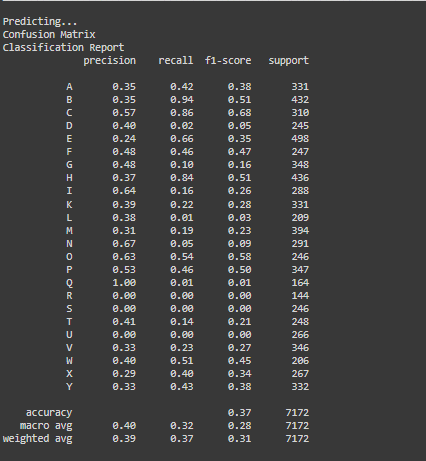 Predicting...
Confusion Matrix
Classification Report
precision recall f1-score support
A 0.35 0.42 0.38 331
B 0.35 0.94 0.51 432
C 0.57 0.86 0.68 310
D 0.40 0.02 0.05 245
E 0.24 0.66 0.35 498
F 0.48 0.46 0.47 247
G 0.48 0.10 0.16 348
H 0.37 0.84 0.51 436
I 0.64 0.16 0.26 288
K 0.39 0.22 0.28 331
L 0.38 0.01 0.03 209
M 0.31 0.19 0.23 394
N 0.67 0.05 0.09 291
O 0.63 0.54 0.58 246
P 0.53 0.46 0.50 347
Q 1.00 0.01 0.01 164
R 0.00 0.00 0.00 144
S 0.00 0.00 0.00 246
T 0.41 0.14 0.21 248
U 0.00 0.00 0.00 266
V 0.33 0.23 0.27 346
W 0.40 0.51 0.45 206
X 0.29 0.40 0.34 267
Y 0.33 0.43 0.38 332
accuracy 0.37 7172
macro avg 0.40 0.32 0.28 7172
weighted avg 0.39 0.37 0.31 7172